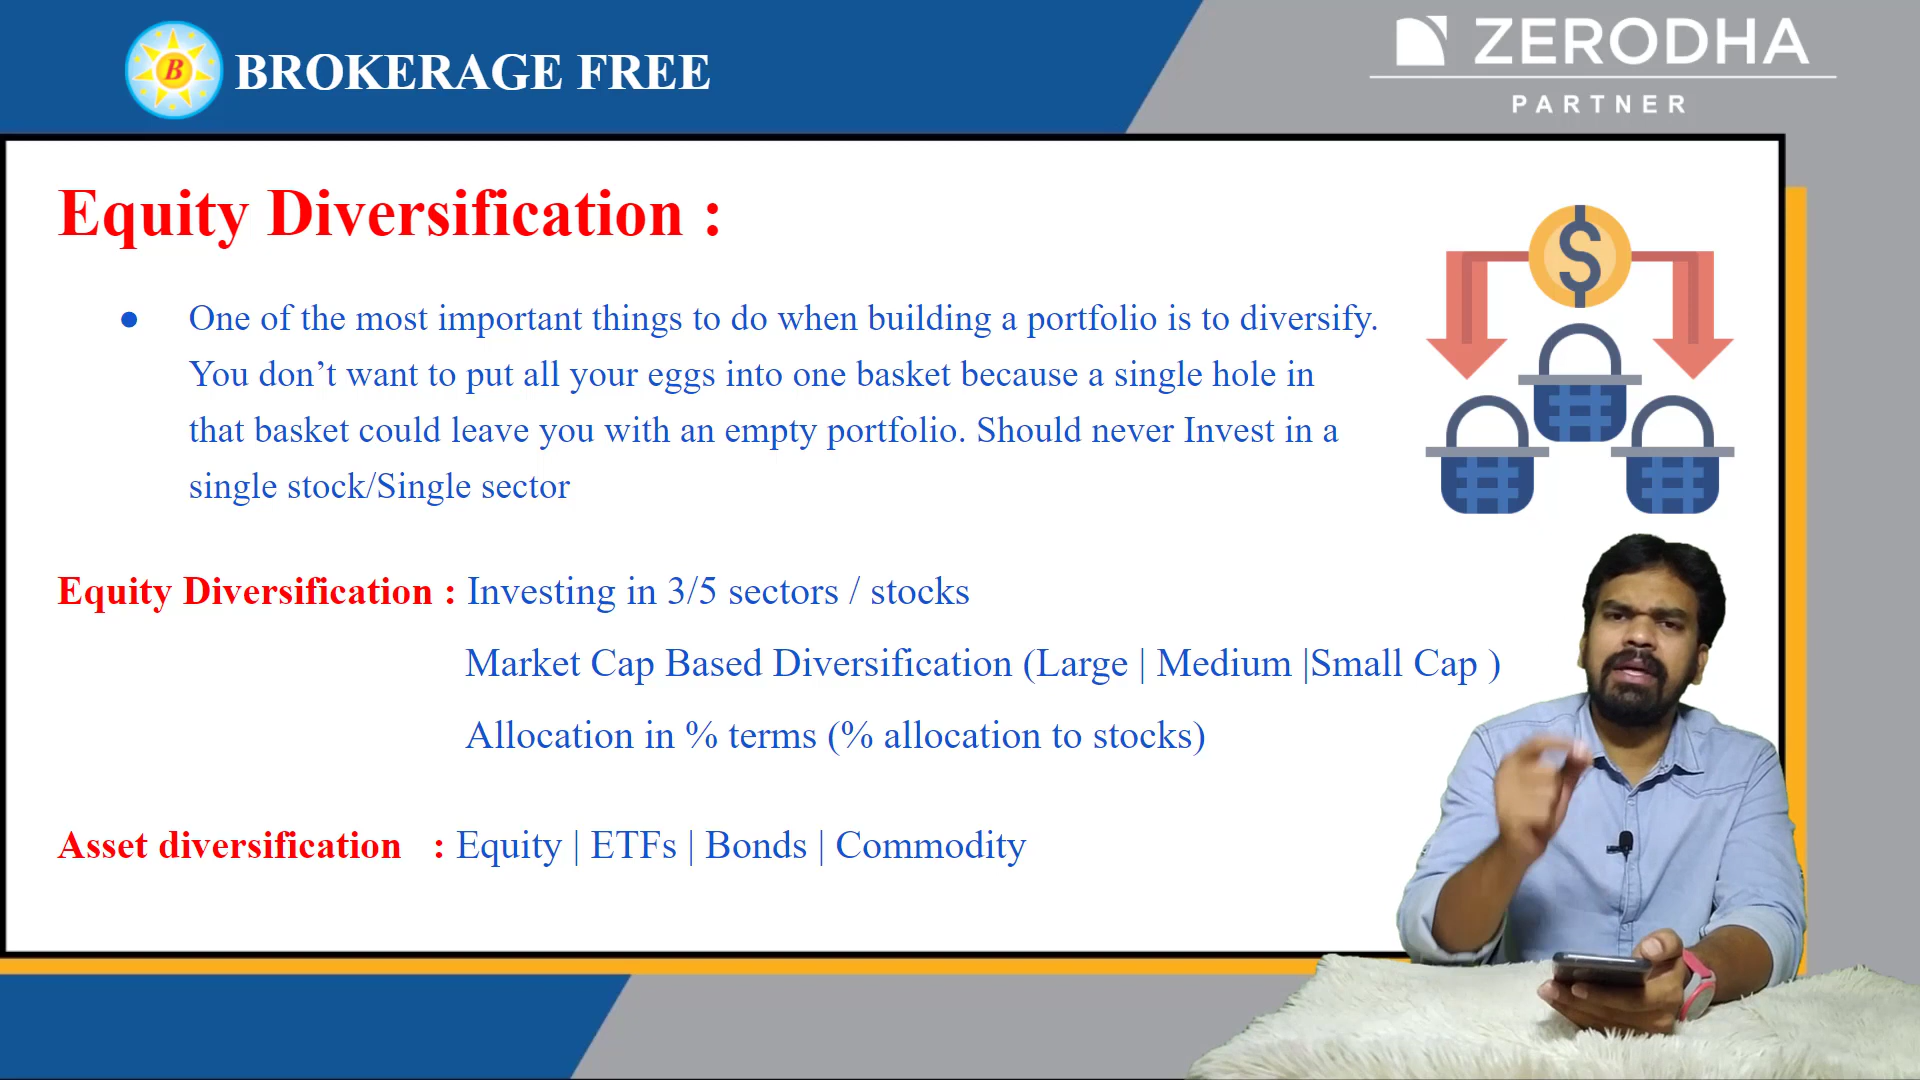 B
BROKERAGE FREE
ZERODHA
PARTNER
Equity Diversification :
● One of the most important things to do when building a portfolio is to diversify.
You don’t want to put all your eggs into one basket because a single hole in
that basket could leave you with an empty portfolio. Should never Invest in a
single stock/Single sector
$
Equity Diversification : Investing in 3/5 sectors / stocks
Market Cap Based Diversification (Large | Medium |Small Cap )
Allocation in % terms (% allocation to stocks)
Asset diversification : Equity | ETFs | Bonds | Commodity